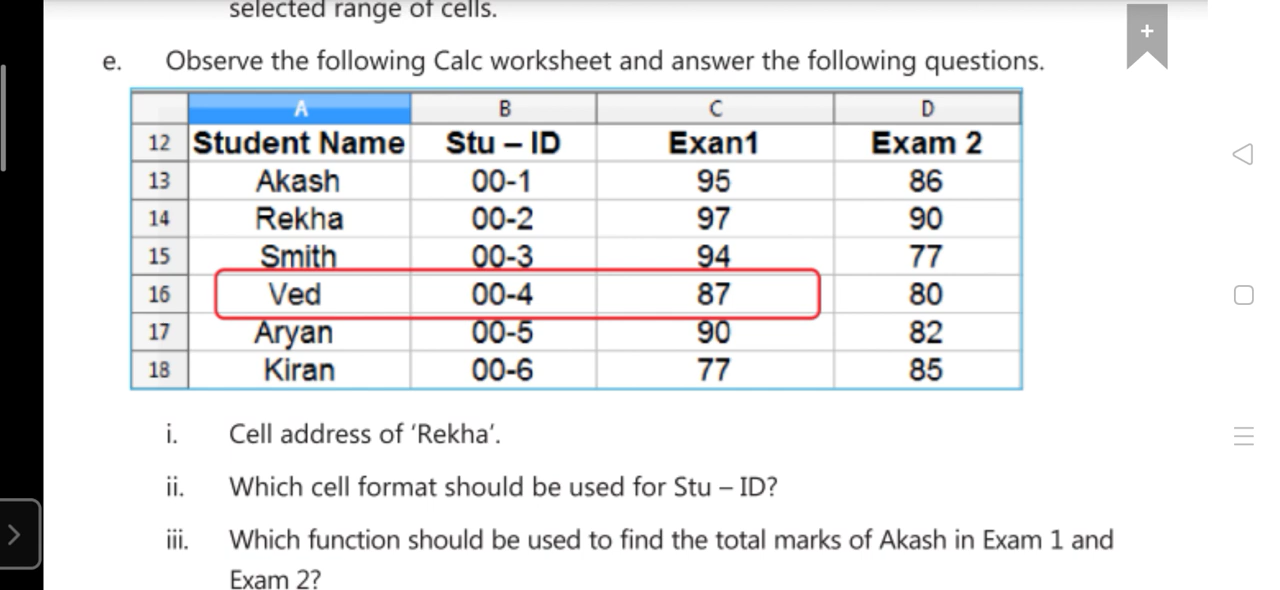 selected range of cells.
e. Observe the following Calc worksheet and answer the following questions.
A B C D
12 Student Name Stu – ID Exan1 Exam 2
13 Akash 00-1 95 86
14 Rekha 00-2 97 90
15 Smith 00-3 94 77
16 Ved 00-4 87 80
17 Aryan 00-5 90 82
18 Kiran 00-6 77 85
i. Cell address of ‘Rekha’.
ii. Which cell format should be used for Stu – ID?
iii. Which function should be used to find the total marks of Akash in Exam 1 and
Exam 2?